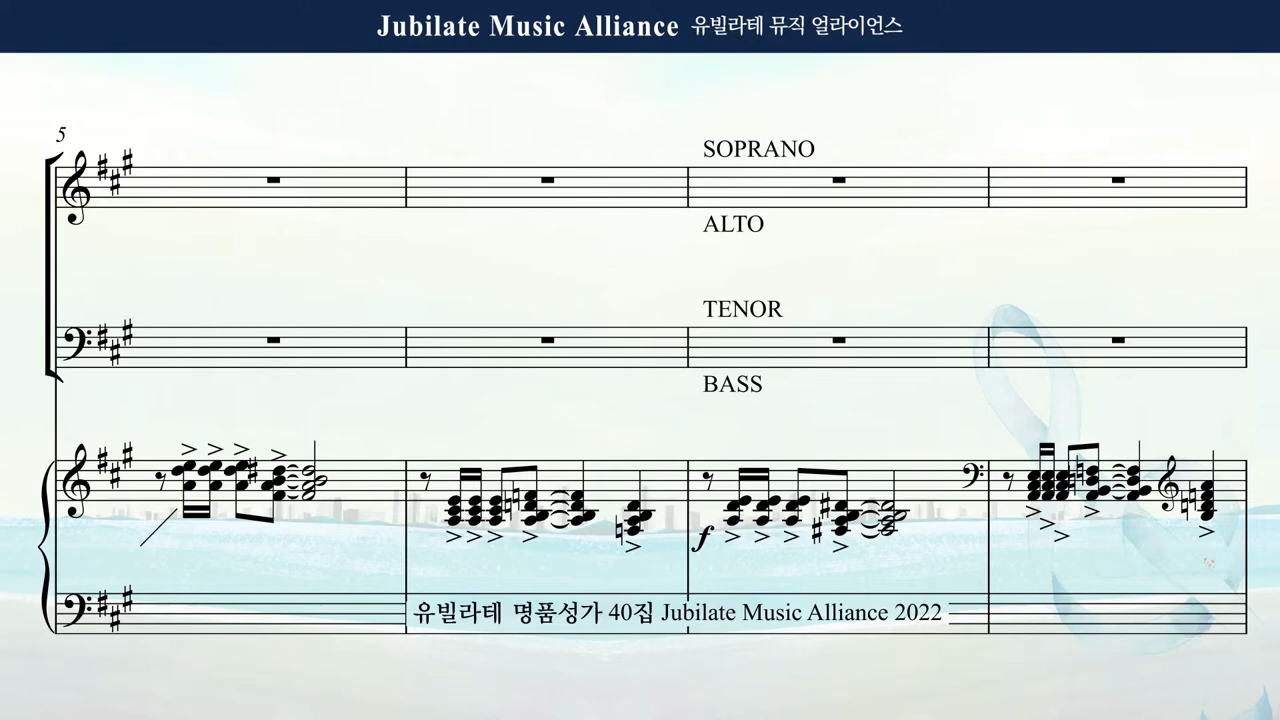 Jubilate Music Alliance 유빌라테 뮤직 얼라이언스
5
SOPRANO
ALTO
TENOR
BASS
f
유빌라테 명품성가 40집 Jubilate Music Alliance 2022